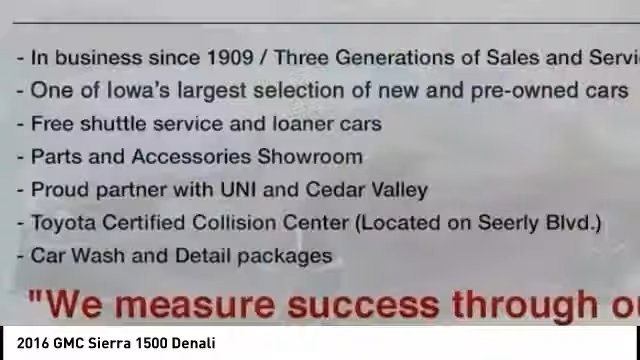 - In business since 1909 / Three Generations of Sales and Servi
- One of Iowa's largest selection of new and pre-owned cars
- Free shuttle service and loaner cars
- Parts and Accessories Showroom
- Proud partner with UNI and Cedar Valley
- Toyota Certified Collision Center (Located on Seerly Blvd.)
- Car Wash and Detail packages
"We measure success through o
2016 GMC Sierra 1500 Denali